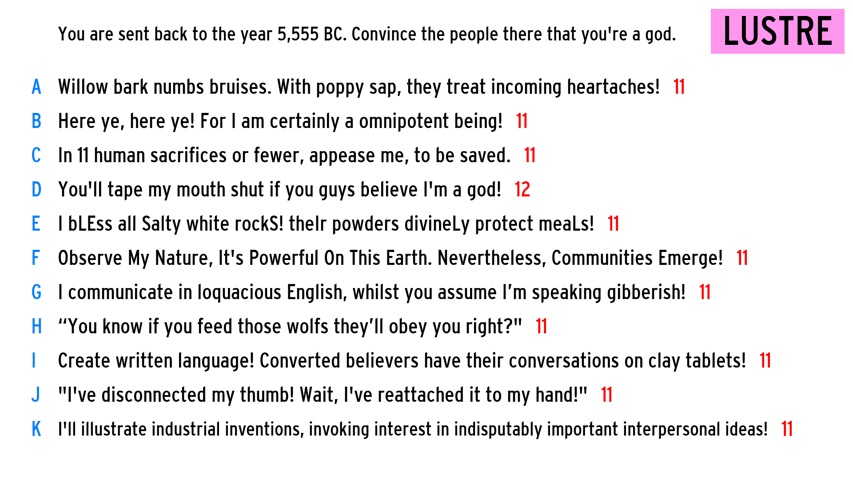 You are sent back to the year 5,555 BC. Convince the people there that you're a god.
LUSTRE
A Willow bark numbs bruises. With poppy sap, they treat incoming heartaches! 11
B Here ye, here ye! For I am certainly a omnipotent being! 11
C In 11 human sacrifices or fewer, appease me, to be saved. 11
D You'll tape my mouth shut if you guys believe I'm a god! 12
E I bLEss all Salty white rockS! theIr powders divineLy protect meaLs! 11
F Observe My Nature, It's Powerful On This Earth. Nevertheless, Communities Emerge! 11
G I communicate in loquacious English, whilst you assume I’m speaking gibberish! 11
H “You know if you feed those wolfs they’ll obey you right?" 11
I Create written language! Converted believers have their conversations on clay tablets! 11
J "I've disconnected my thumb! Wait, I've reattached it to my hand!" 11
K I'll illustrate industrial inventions, invoking interest in indisputably important interpersonal ideas! 11